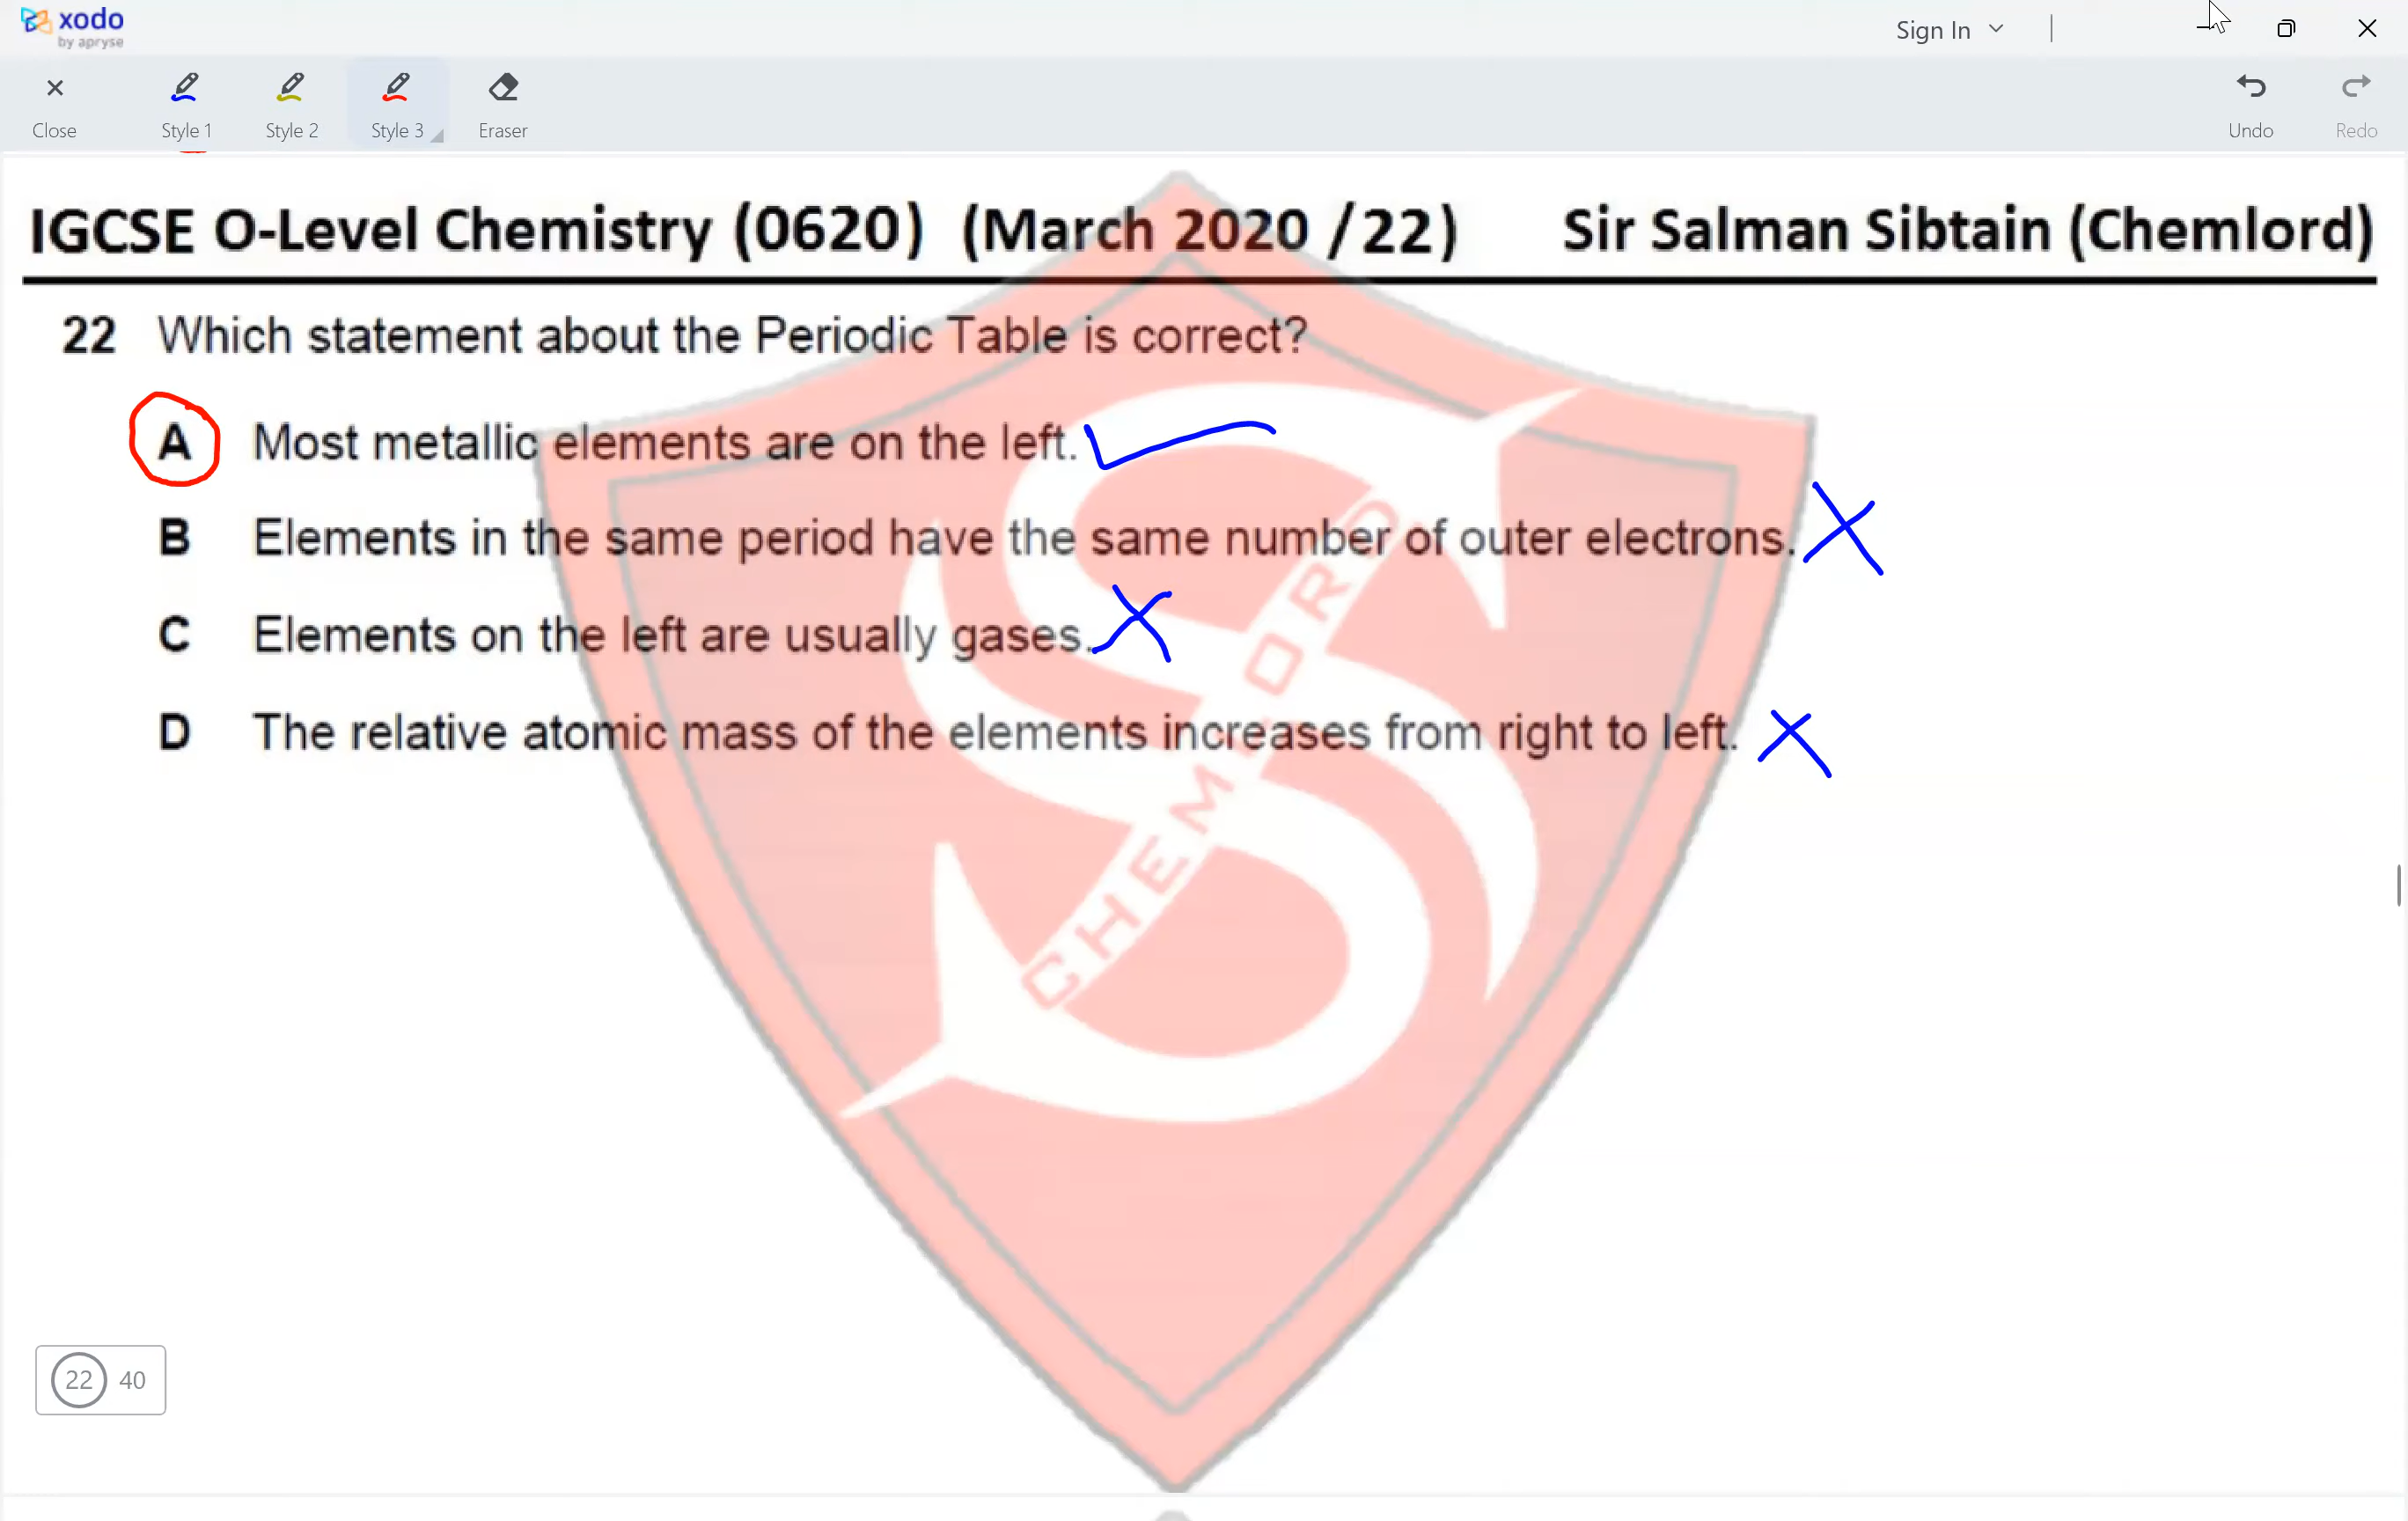 xodo
by apryse
Sign In
Close
Style 1
Style 2
Style 3
Eraser
Undo
Redo
IGCSE O-Level Chemistry (0620) (March 2020 /22) Sir Salman Sibtain (Chemlord)
22 Which statement about the Periodic Table is correct?
A Most metallic elements are on the left.
B Elements in the same period have the same number of outer electrons.
C Elements on the left are usually gases.
D The relative atomic mass of the elements increases from right to left.
CHEMLORD
22 40